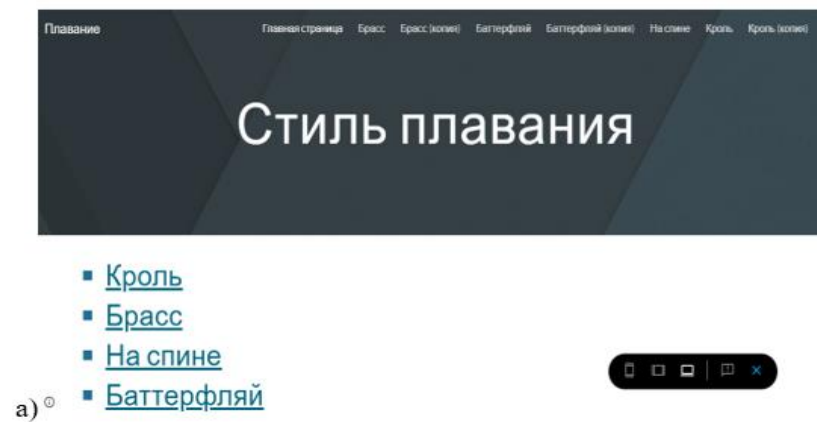 Плавание Главная страница Брасс Брасс (копия) Баттерфляй Баттерфляй (копия) На спине Кроль Кроль (копия)
Стиль плавания
Кроль
Брасс
На спине
Баттерфляй
а)